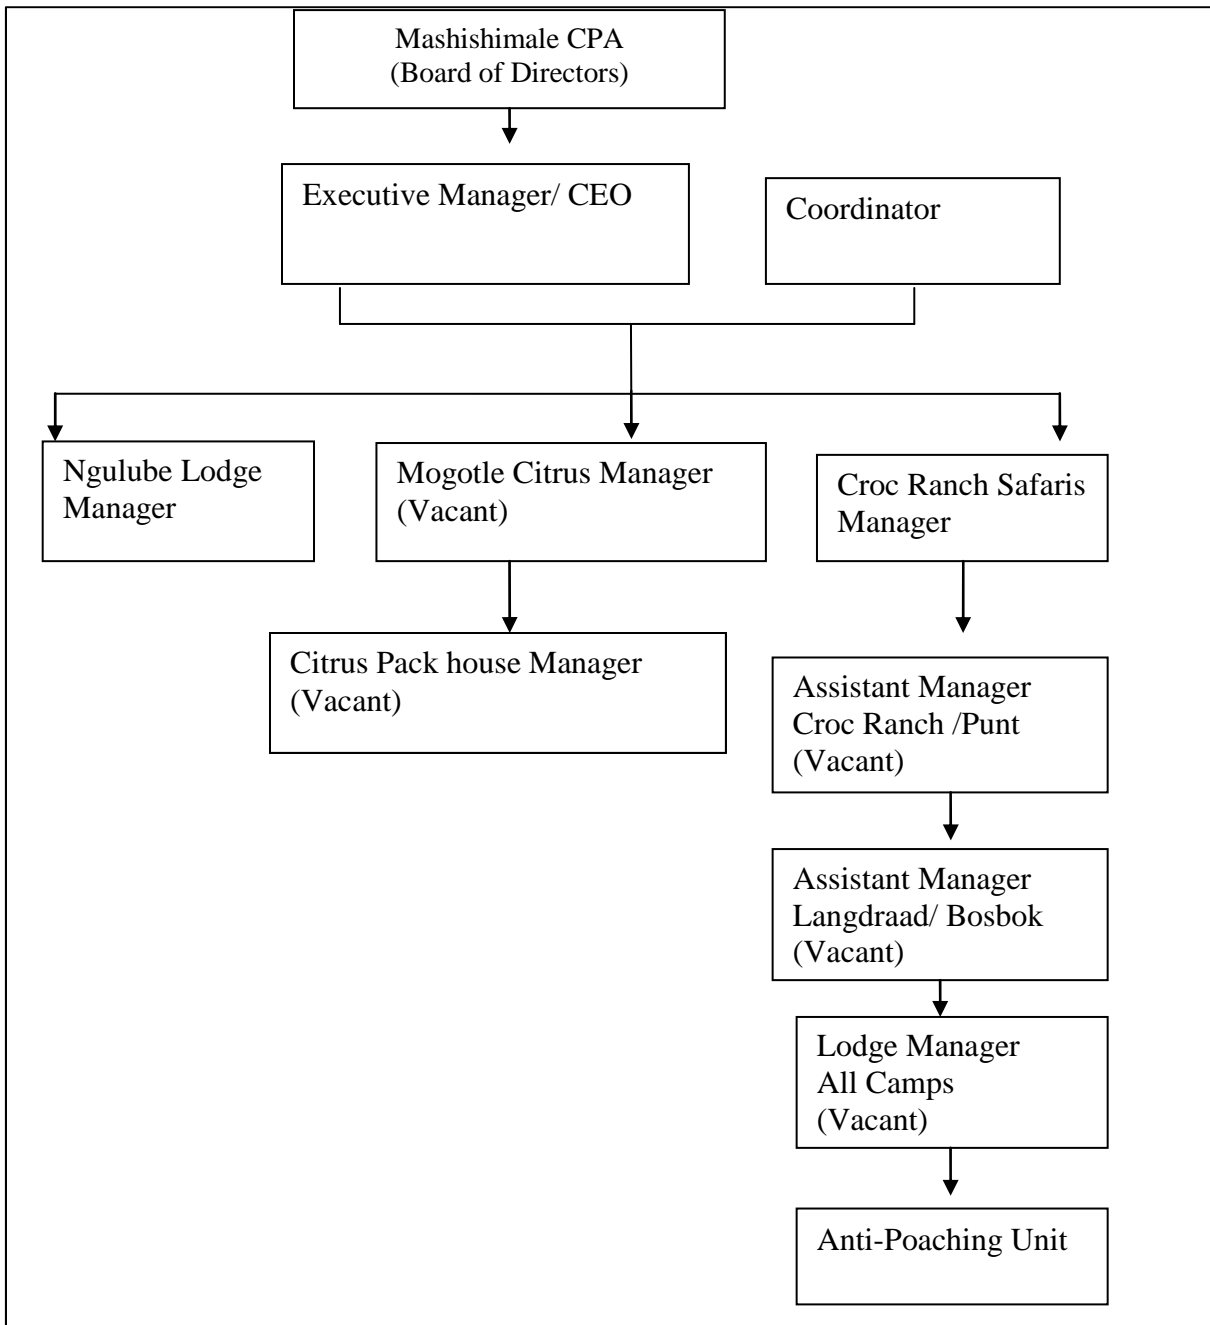 Mashishimale CPA
(Board of Directors)
Executive Manager/ CEO
Coordinator
Ngulube Lodge
Manager
Mogotle Citrus Manager
(Vacant)
Croc Ranch Safaris
Manager
Citrus Pack house Manager
(Vacant)
Assistant Manager
Croc Ranch /Punt
(Vacant)
Assistant Manager
Langdraad/ Bosbok
(Vacant)
Lodge Manager
All Camps
(Vacant)
Anti-Poaching Unit